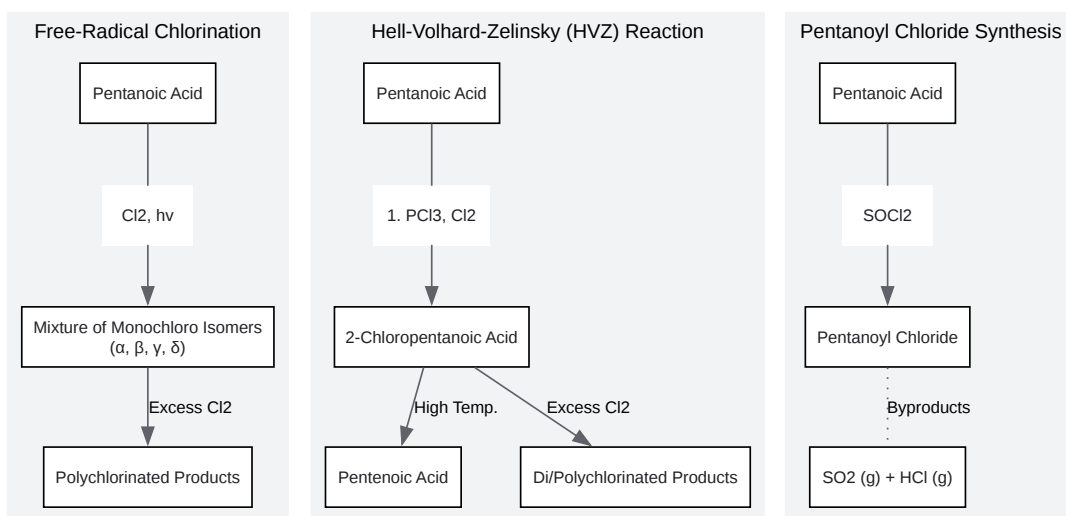 Free-Radical Chlorination
Pentanoic Acid
Cl2, hv
Mixture of Monochloro Isomers
(α, β, γ, δ)
Excess Cl2
Polychlorinated Products
Hell-Volhard-Zelinsky (HVZ) Reaction
Pentanoic Acid
1. PCl3, Cl2
2-Chloropentanoic Acid
High Temp.
Excess Cl2
Pentenoic Acid
Di/Polychlorinated Products
Pentanoyl Chloride Synthesis
Pentanoic Acid
SOCl2
Pentanoyl Chloride
Byproducts
SO2 (g) + HCl (g)